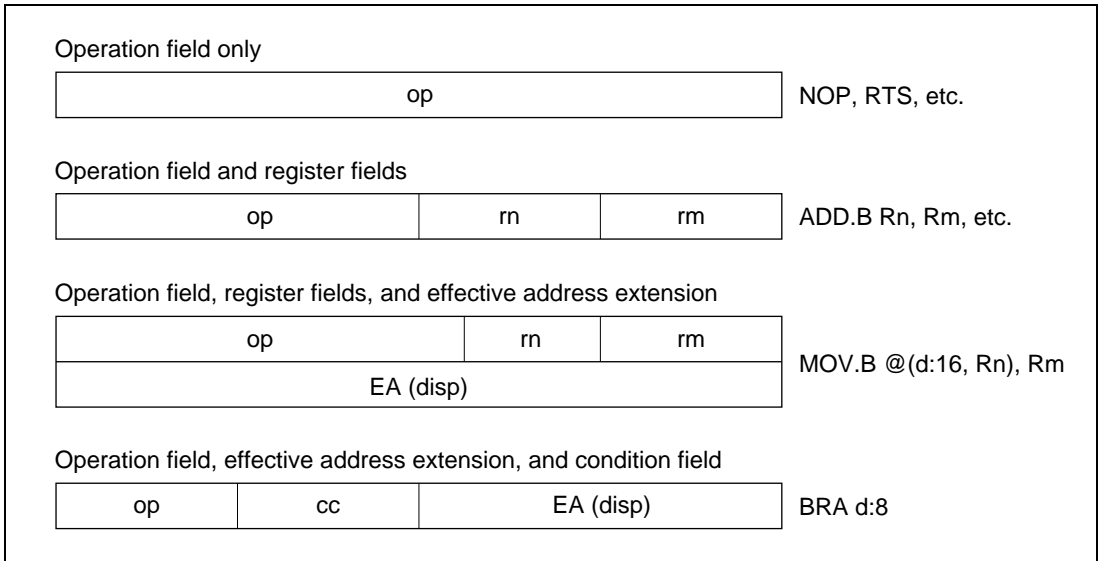 Operation field only
op
NOP, RTS, etc.
Operation field and register fields
op rn rm
ADD.B Rn, Rm, etc.
Operation field, register fields, and effective address extension
op rn rm
EA (disp)
MOV.B @(d:16, Rn), Rm
Operation field, effective address extension, and condition field
op cc EA (disp)
BRA d:8